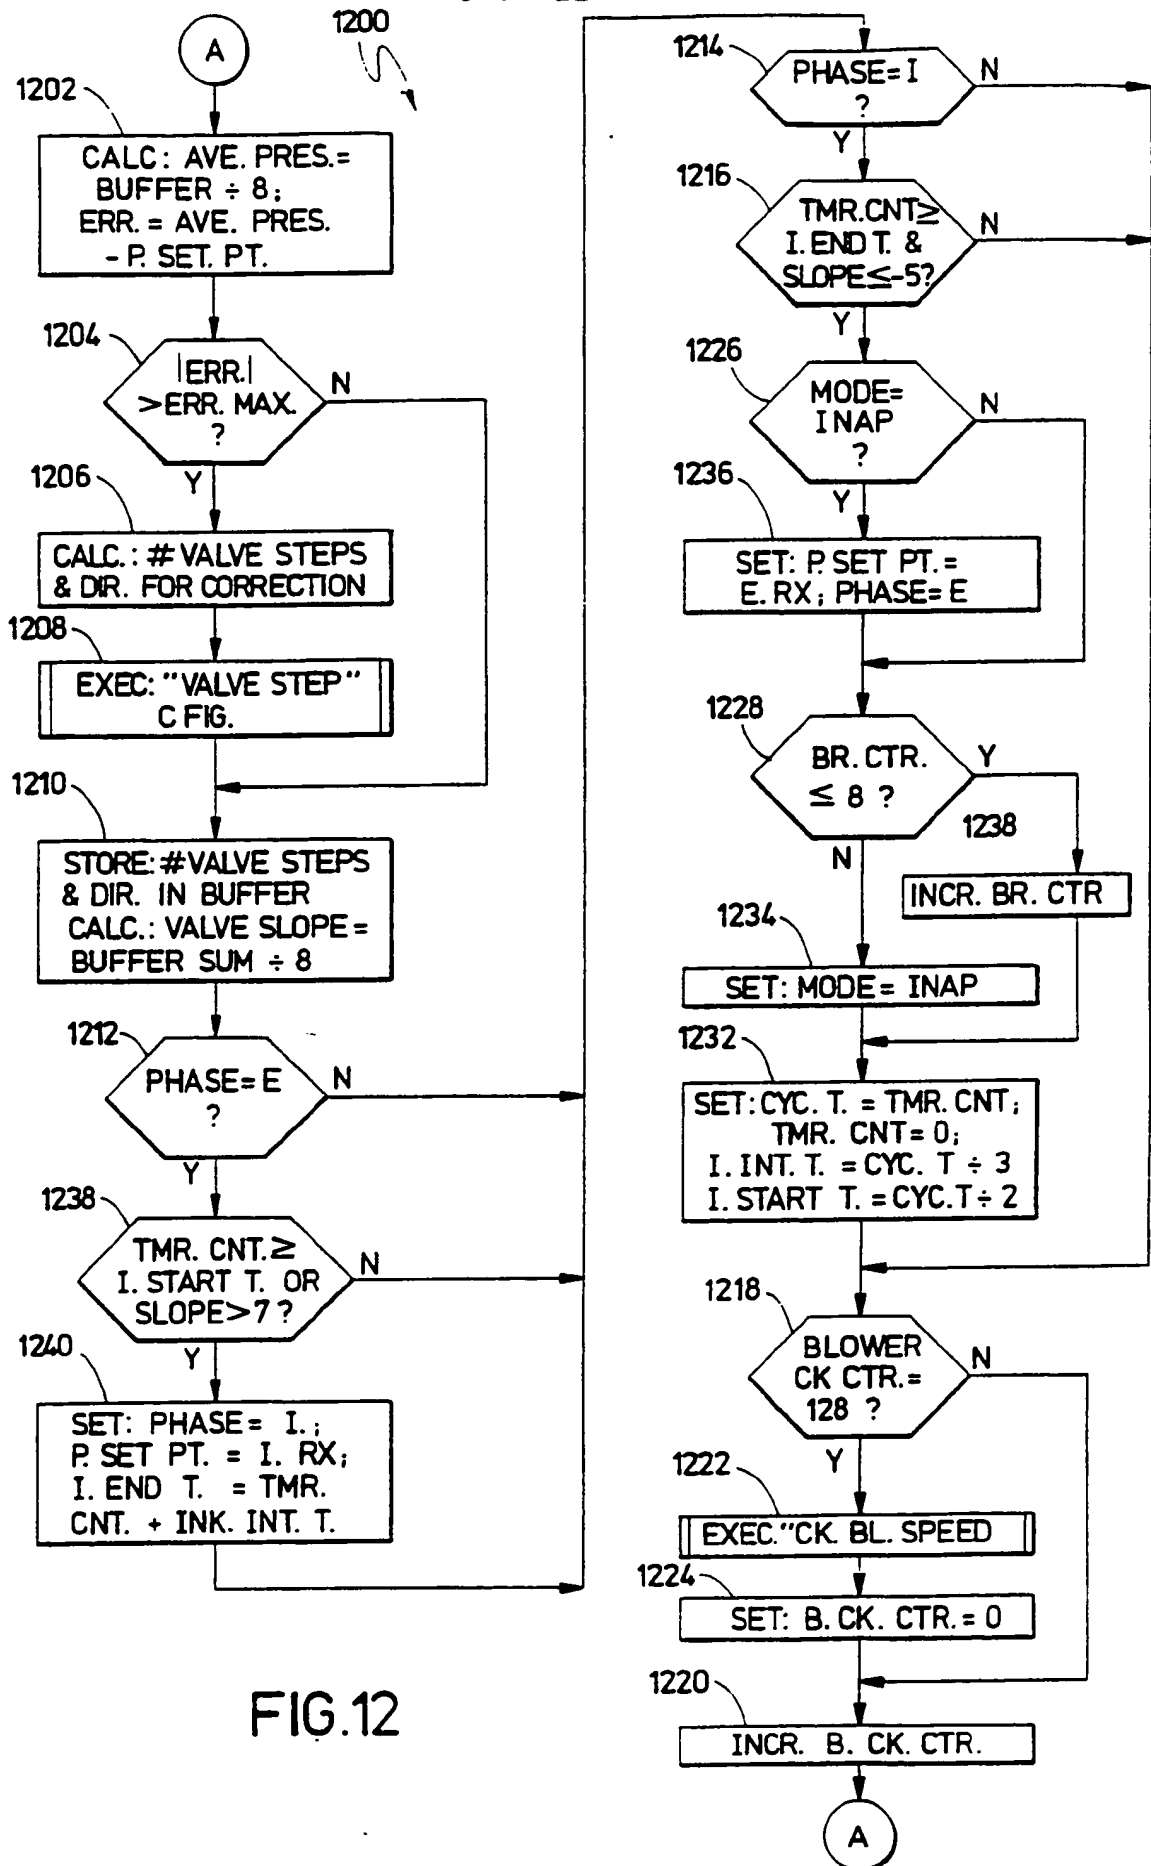 1200
A
1202
CALC: AVE. PRES.=
BUFFER ÷ 8;
ERR. = AVE. PRES.
- P. SET. PT.
1204
|ERR.|
>ERR. MAX.
?
N
Y
1206
CALC.: # VALVE STEPS
& DIR. FOR CORRECTION
1208
EXEC: "VALVE STEP"
C FIG.
1210
STORE: #VALVE STEPS
& DIR. IN BUFFER
CALC.: VALVE SLOPE=
BUFFER SUM ÷ 8
1212
PHASE= E
?
N
Y
1238
TMR. CNT.≥
I. START T. OR
SLOPE>7 ?
N
Y
1240
SET: PHASE= I.;
P. SET PT. = I. RX;
I. END T. = TMR.
CNT. + INK. INT. T.
1214
PHASE= I
?
N
Y
1216
TMR.CNT≥
I. END T. &
SLOPE≤-5?
N
Y
1226
MODE=
INAP
?
N
Y
1236
SET: P. SET PT.=
E. RX; PHASE= E
1228
BR. CTR.
≤ 8 ?
Y
N
1238
INCR. BR. CTR
1234
SET: MODE= INAP
1232
SET: CYC. T. = TMR. CNT;
TMR. CNT=0;
I. INT. T. = CYC. T ÷ 3
I. START T. = CYC.T÷ 2
1218
BLOWER
CK CTR.=
128 ?
N
Y
1222
EXEC."CK. BL. SPEED
1224
SET: B. CK. CTR.= 0
1220
INCR. B. CK. CTR.
A
FIG.12